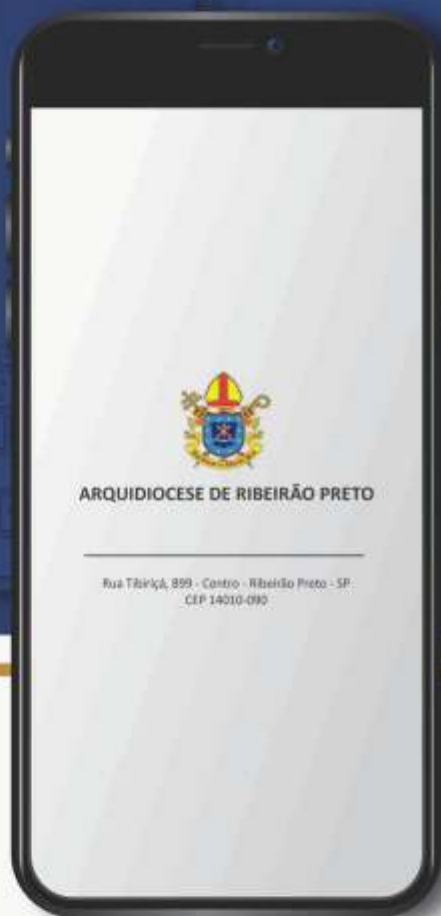 ARQUIDIOCESE DE RIBEIRÃO PRETO
Rua Tibiriçá, 899 - Centro - Ribeirão Preto - SP
CEP 14010-090